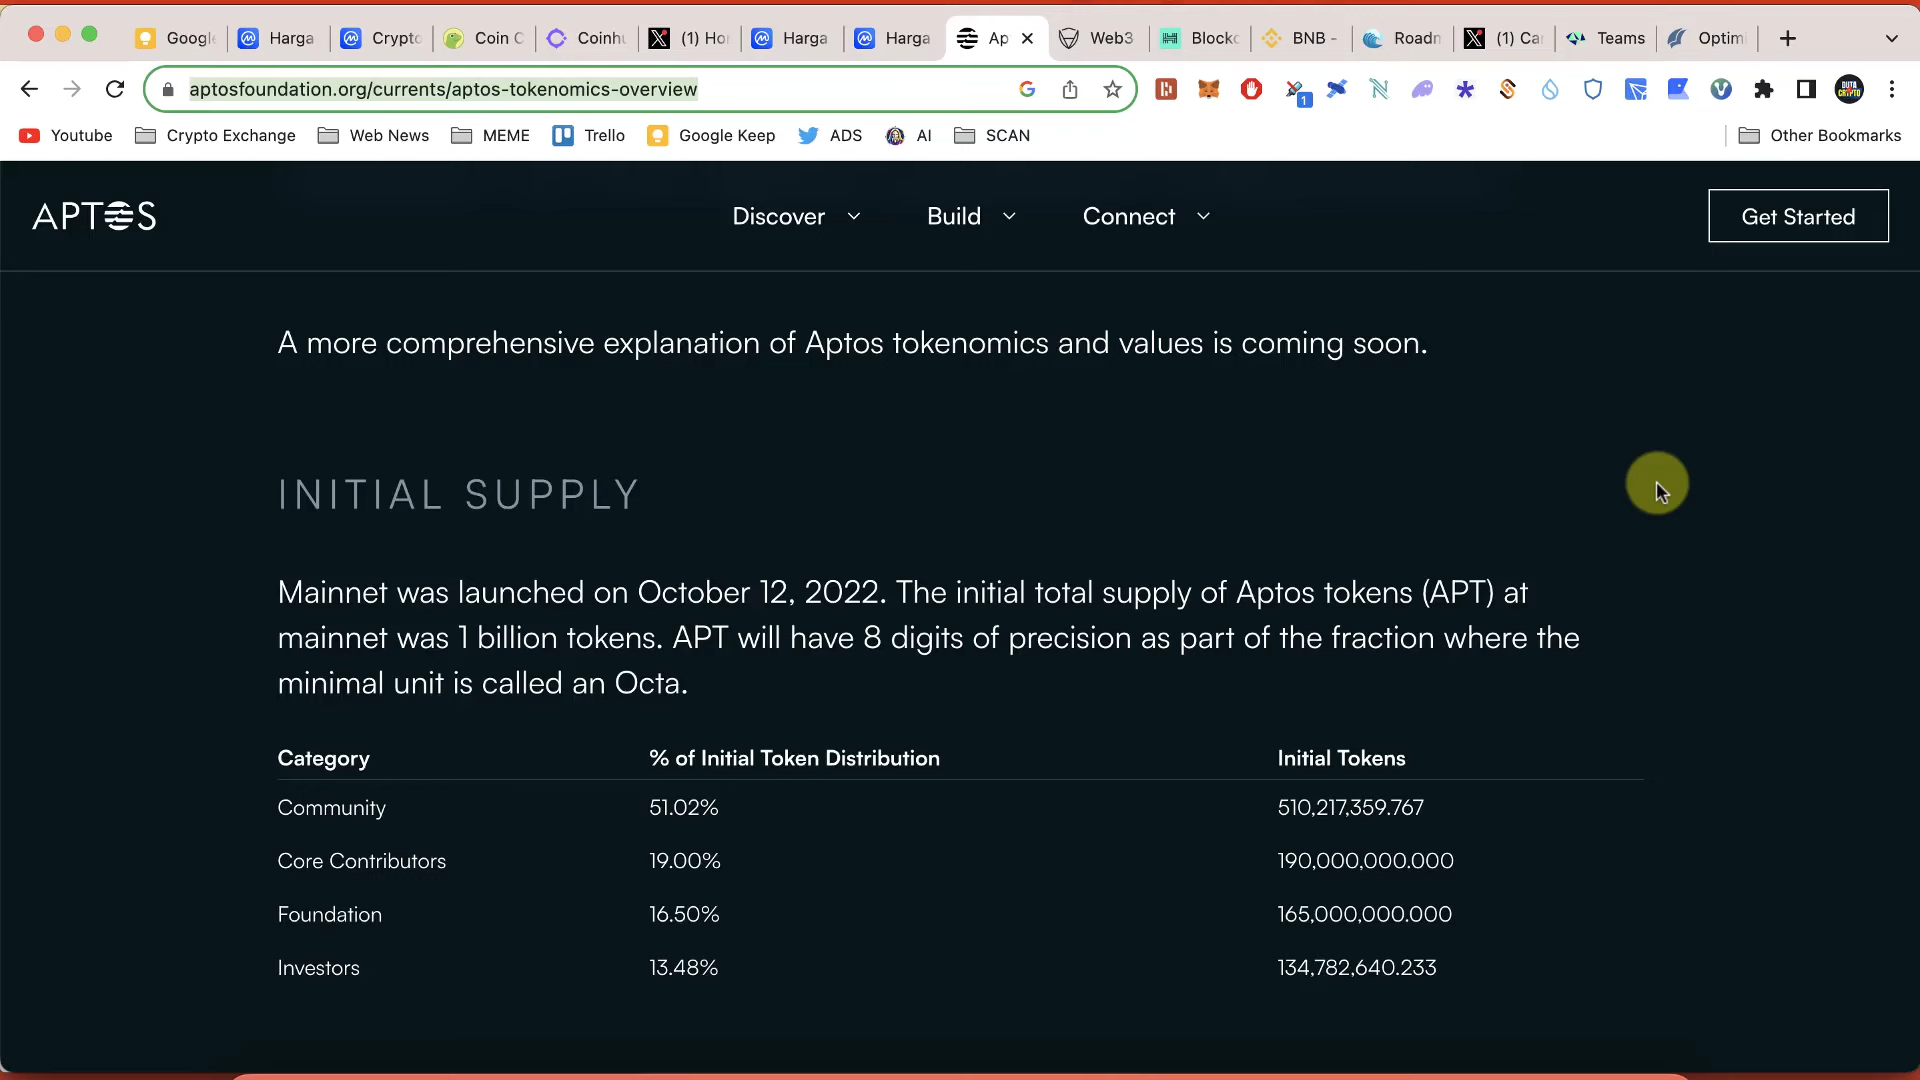 Google
Harga
Crypto
Coin C
Coinhu
(1) Ho
Harga
Harga
Ap
Web3
Block
BNB -
Roadm
(1) Ca
Teams
Optim
aptosfoundation.org/currents/aptos-tokenomics-overview
1
Youtube
Crypto Exchange
Web News
MEME
Trello
Google Keep
ADS
AI
SCAN
Other Bookmarks
APTOS
Discover
Build
Connect
Get Started
A more comprehensive explanation of Aptos tokenomics and values is coming soon.
INITIAL SUPPLY
Mainnet was launched on October 12, 2022. The initial total supply of Aptos tokens (APT) at
mainnet was 1 billion tokens. APT will have 8 digits of precision as part of the fraction where the
minimal unit is called an Octa.
Category % of Initial Token Distribution Initial Tokens
Community 51.02% 510,217,359.767
Core Contributors 19.00% 190,000,000.000
Foundation 16.50% 165,000,000.000
Investors 13.48% 134,782,640.233